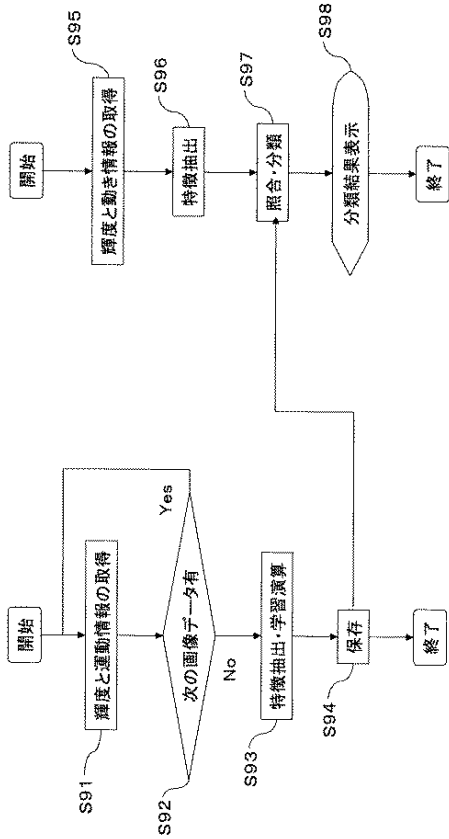 開始
S91
輝度と運動情報の取得
S92
次の画像データ有
Yes
No
S93
特徴抽出・学習演算
S94
保存
終了
開始
S95
輝度と動き情報の取得
S96
特徴抽出
S97
照合・分類
S98
分類結果表示
終了